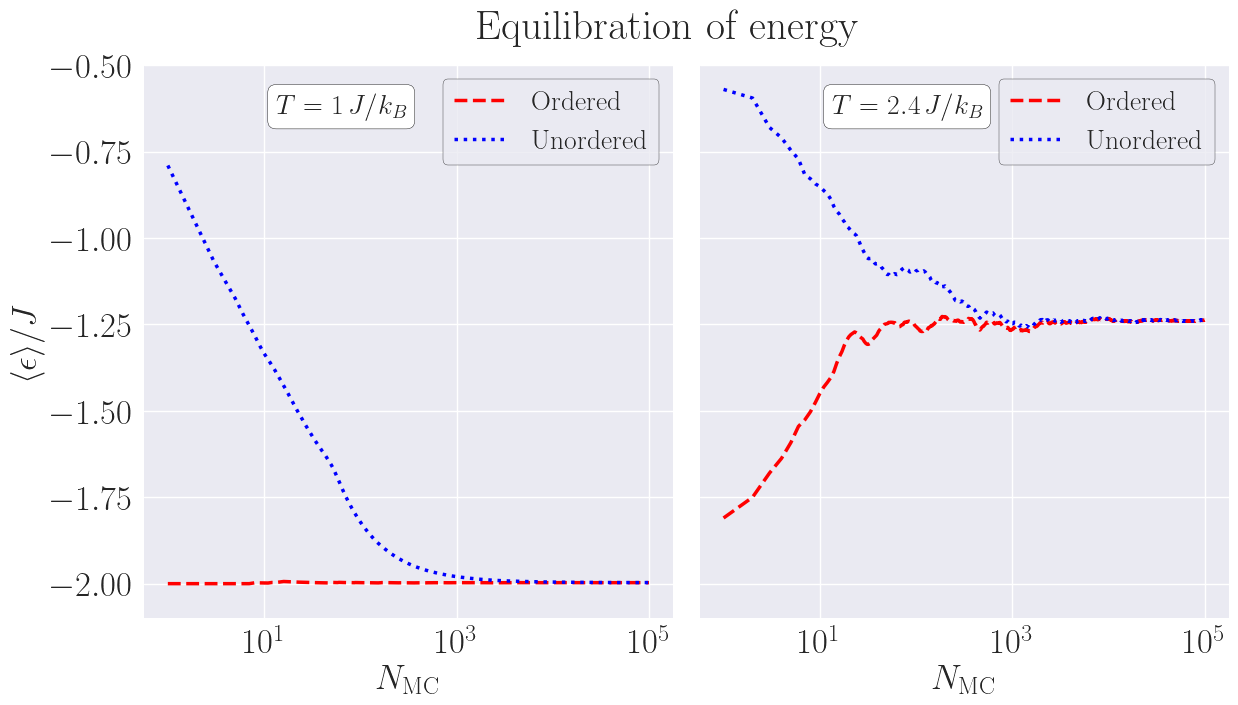 Equilibration of energy
⟨ϵ⟩/J
−0.50
−0.75
−1.00
−1.25
−1.50
−1.75
−2.00
T = 1 J/k_B
Ordered
Unordered
10^1
10^3
10^5
N_MC
T = 2.4 J/k_B
Ordered
Unordered
10^1
10^3
10^5
N_MC